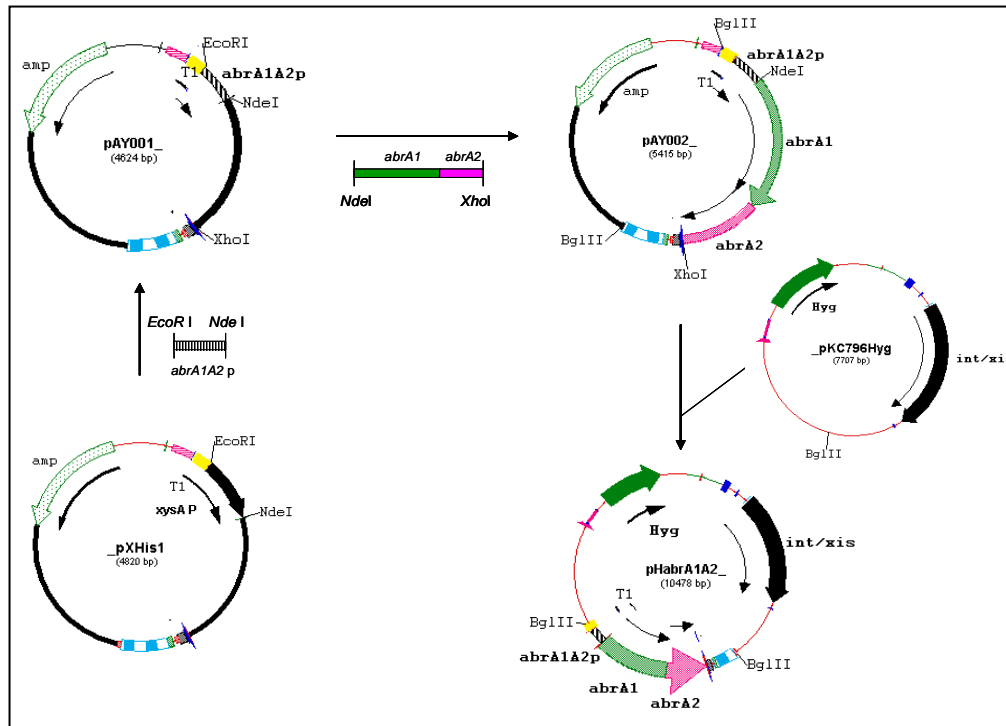 EcoRI
amp
T1
abrA1A2p
NdeI
pAY001_
(4624 bp)
XhoI
abrA1 abrA2
NdeI XhoI
BglII
abrA1A2p
NdeI
amp
T1
abrA1
pAY002_
(5415 bp)
BglII
abrA2
XhoI
EcoR I Nde I
abrA1A2 p
Hyg
_pKC796Hyg
(7707 bp)
int/xi
BglII
EcoRI
amp
T1
xysA P
NdeI
_pXHis1
(4820 bp)
Hyg
int/xis
pHabrA1A2_
(10478 bp)
T1
BglII
abrA1A2p
BglII
abrA1
abrA2